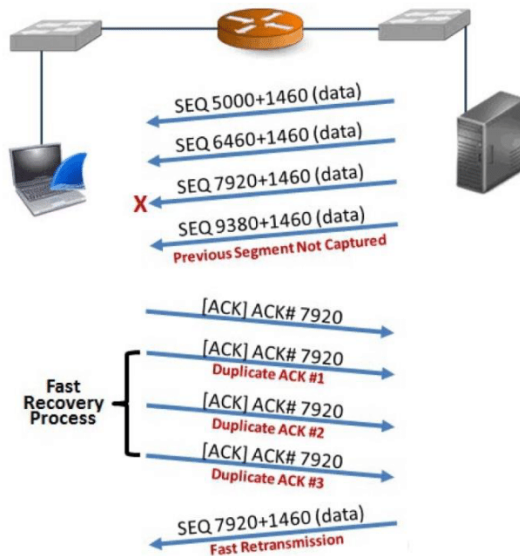 SEQ 5000+1460 (data)
SEQ 6460+1460 (data)
SEQ 7920+1460 (data)
X
SEQ 9380+1460 (data)
Previous Segment Not Captured
[ACK] ACK# 7920
[ACK] ACK# 7920
Duplicate ACK #1
Fast
Recovery
Process
[ACK] ACK# 7920
Duplicate ACK #2
[ACK] ACK# 7920
Duplicate ACK #3
SEQ 7920+1460 (data)
Fast Retransmission